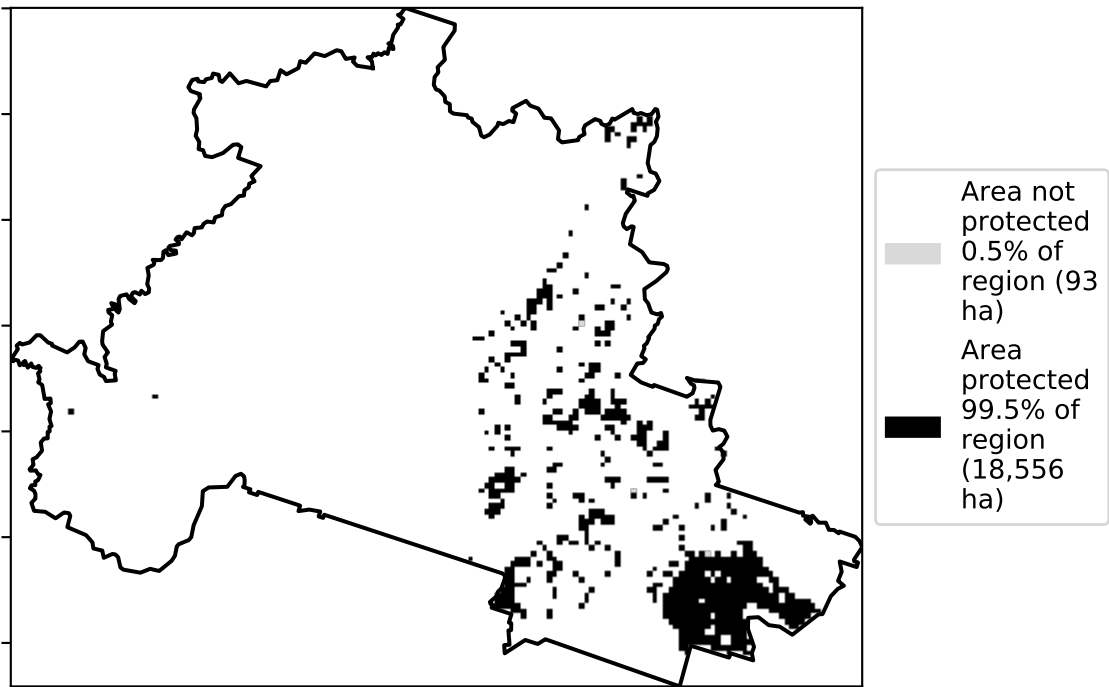 Area not
protected
0.5% of
region (93
ha)
Area
protected
99.5% of
region
(18,556
ha)